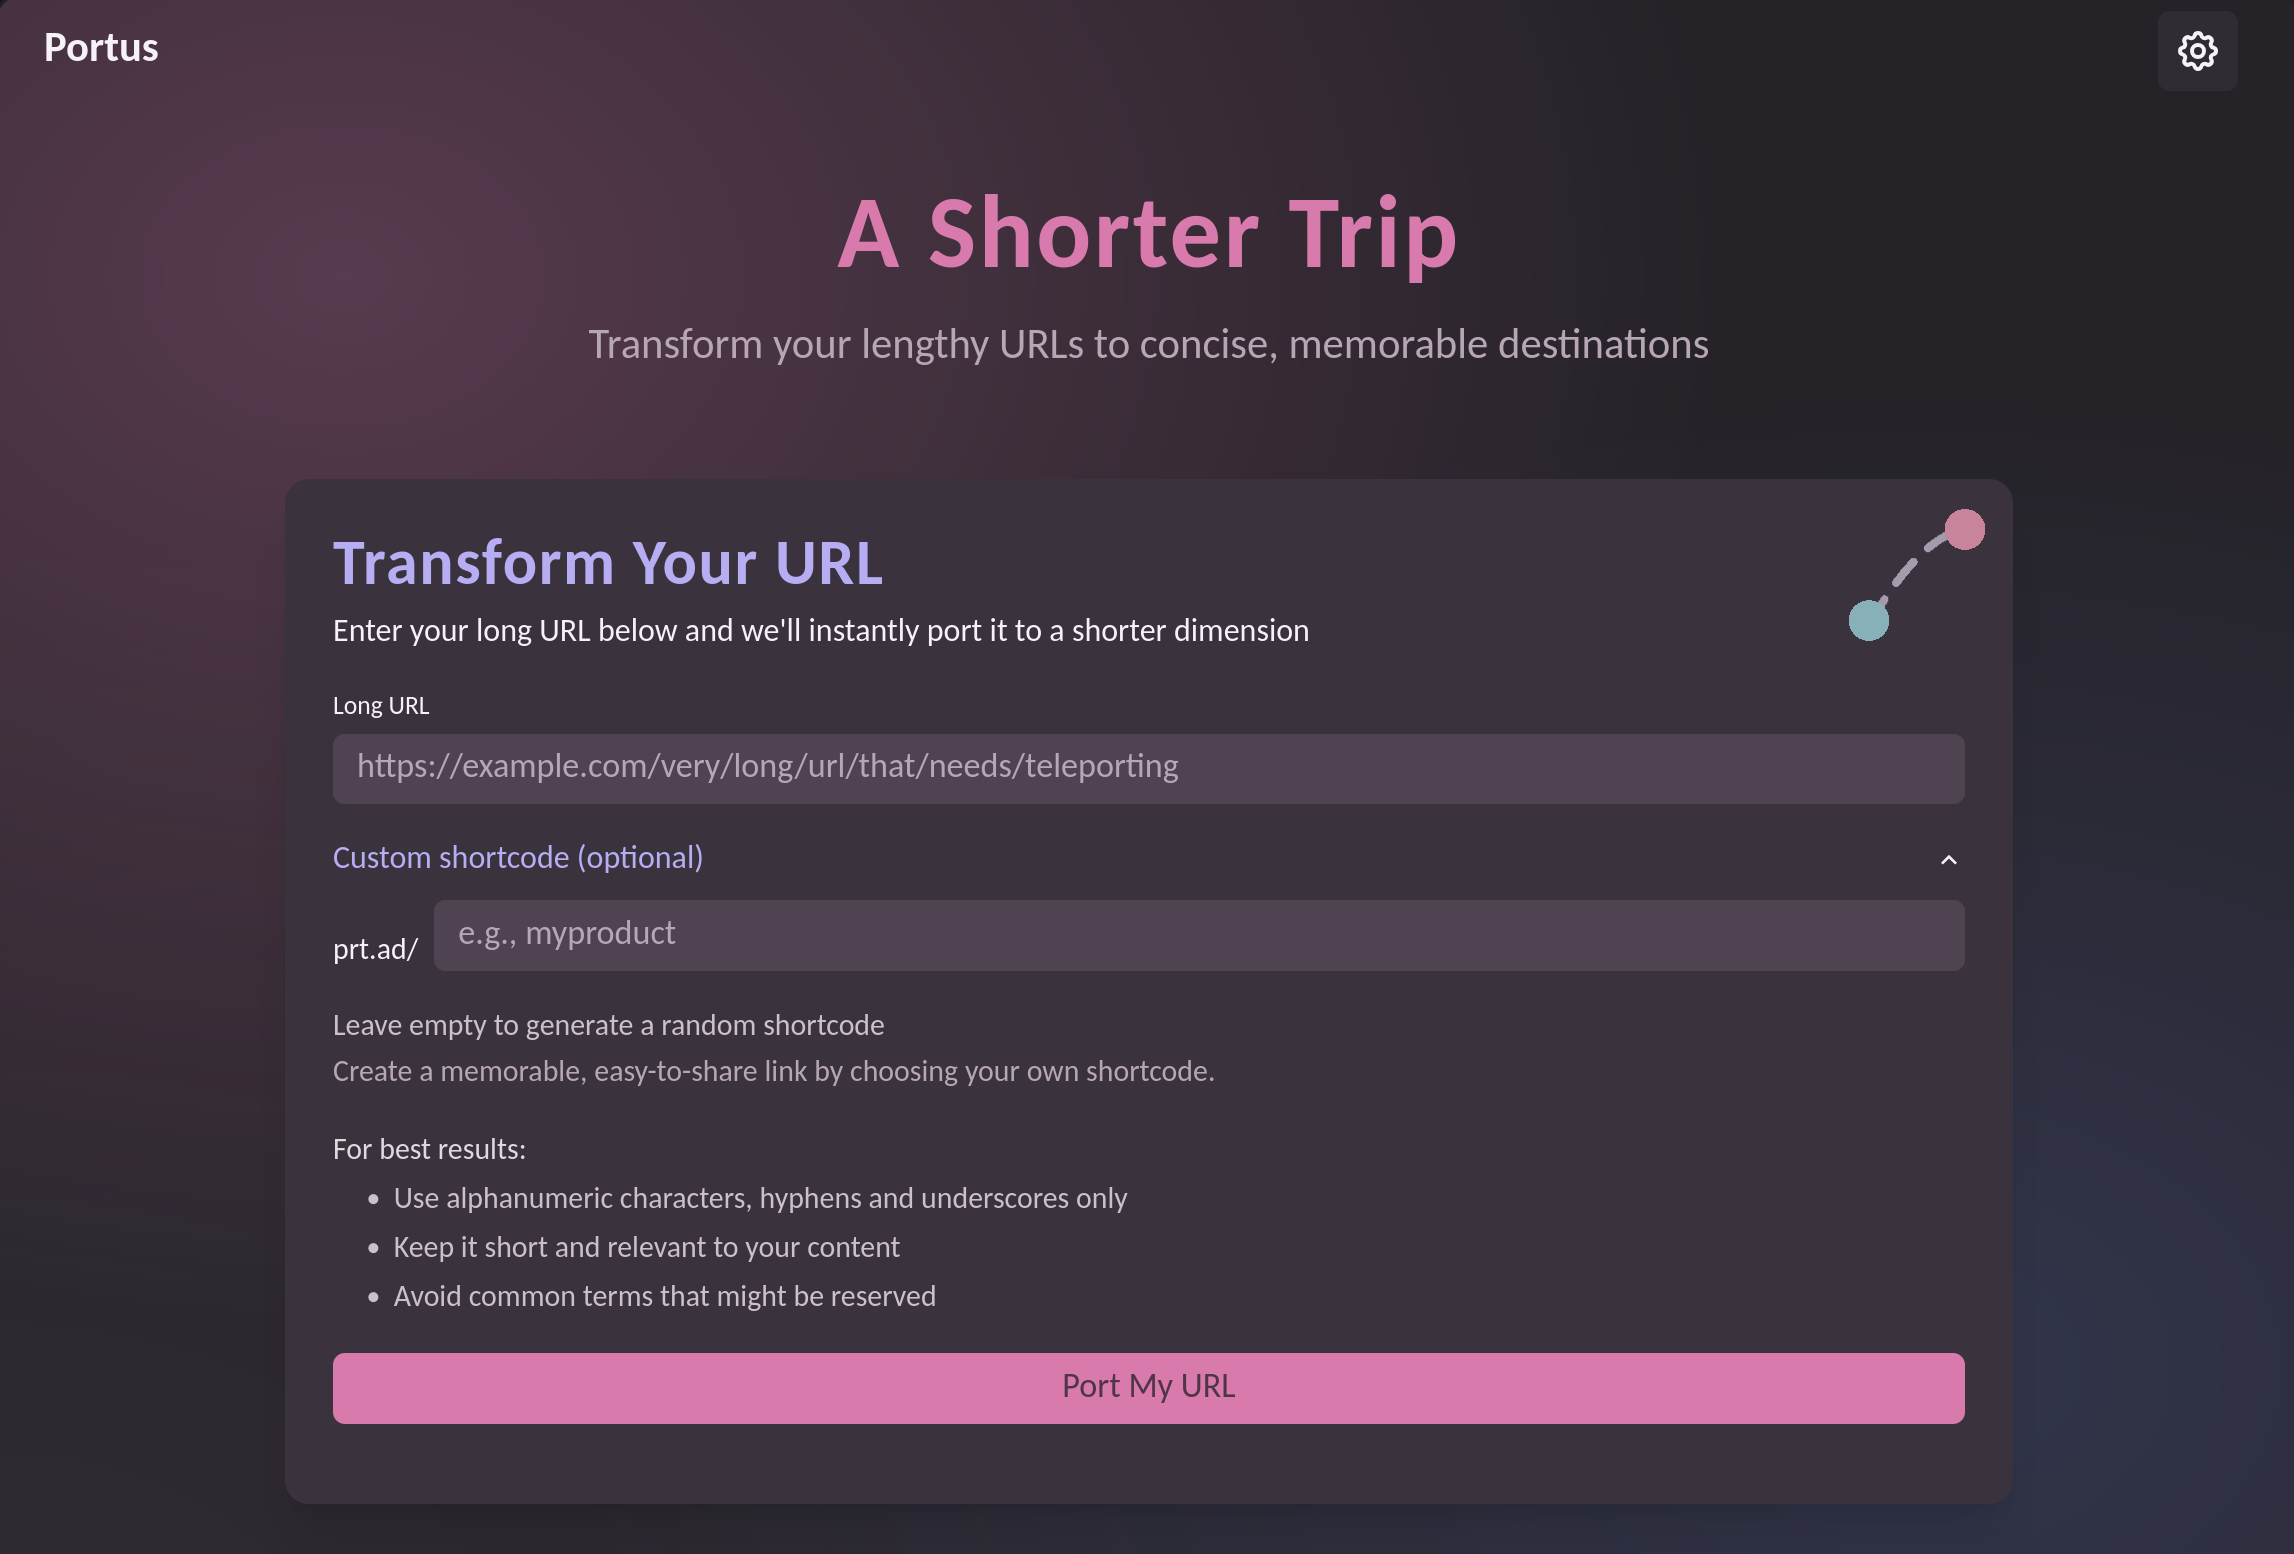 Portus
A Shorter Trip
Transform your lengthy URLs to concise, memorable destinations
Transform Your URL
Enter your long URL below and we'll instantly port it to a shorter dimension
Long URL
https://example.com/very/long/url/that/needs/teleporting
Custom shortcode (optional)
prt.ad/ e.g., myproduct
Leave empty to generate a random shortcode
Create a memorable, easy-to-share link by choosing your own shortcode.
For best results:
• Use alphanumeric characters, hyphens and underscores only
• Keep it short and relevant to your content
• Avoid common terms that might be reserved
Port My URL